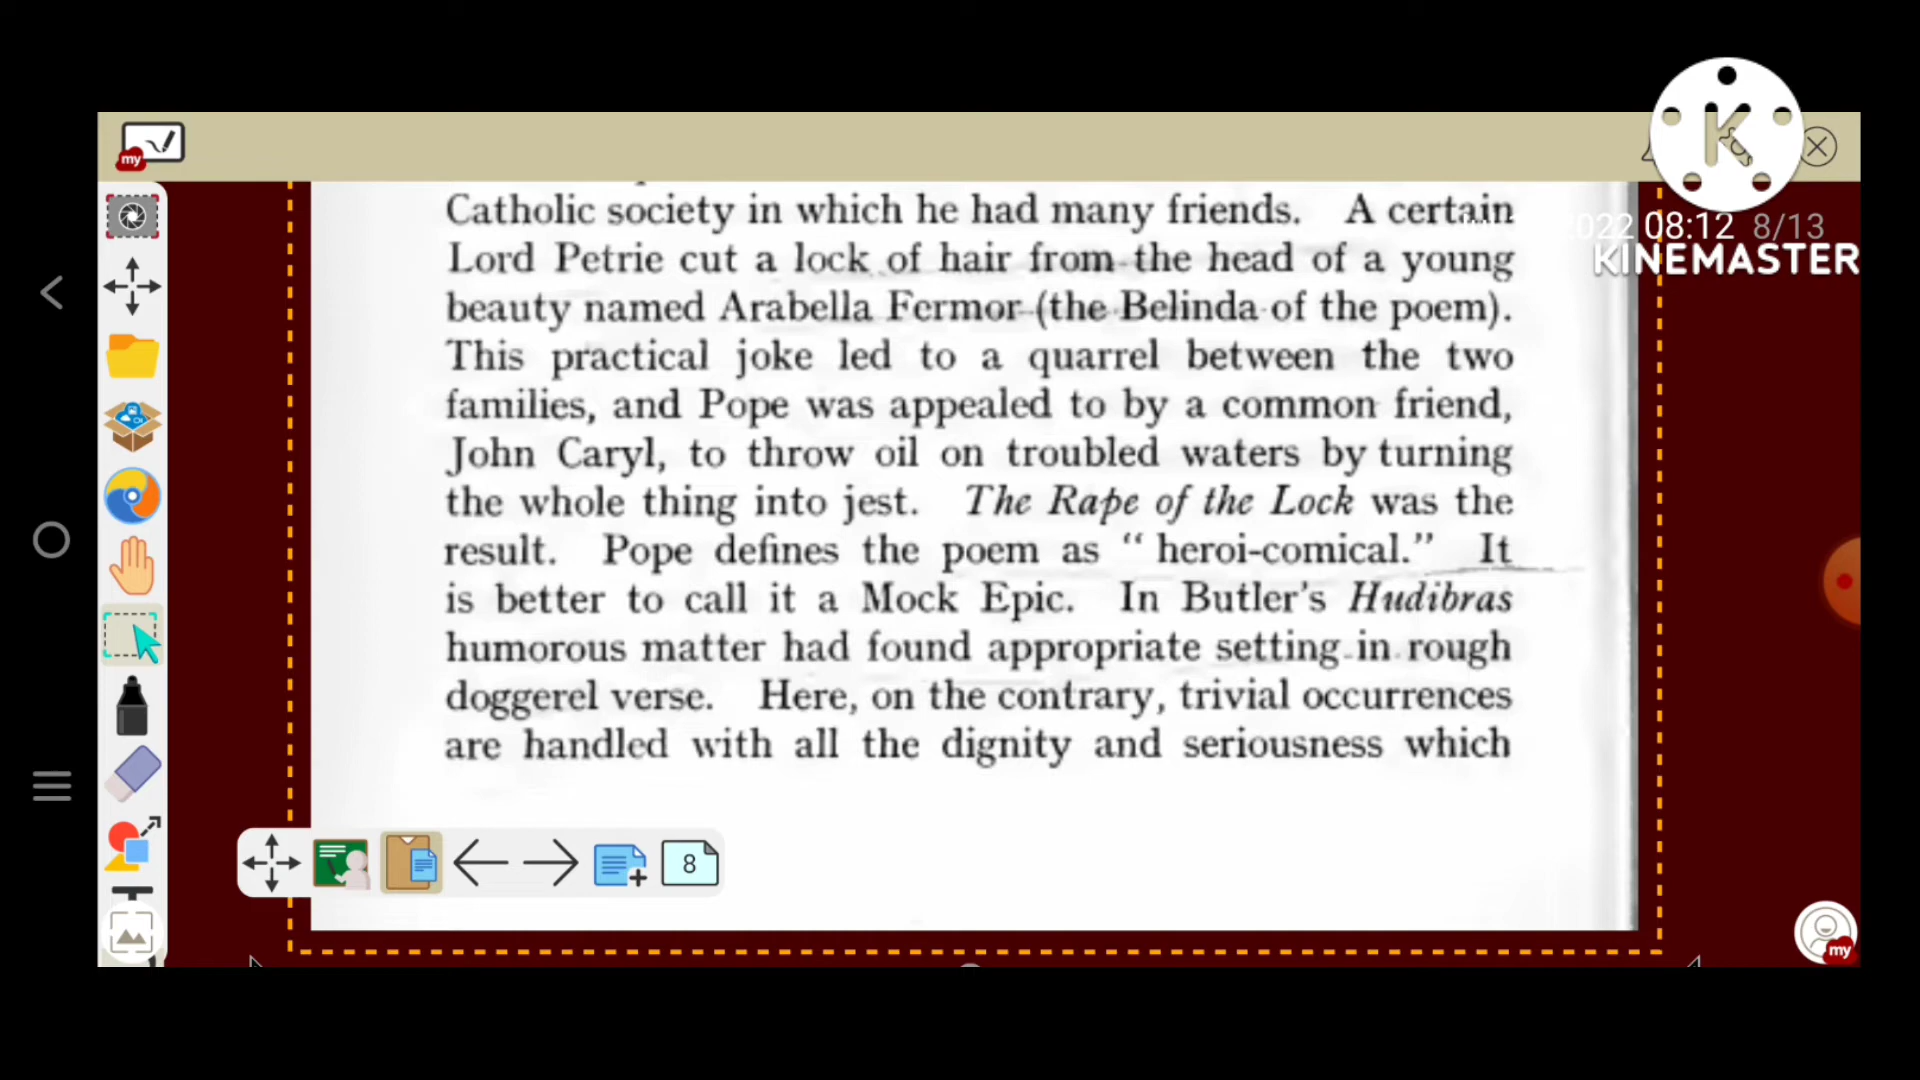 my
Catholic society in which he had many friends. A certain
2022 08:12 8/13
Lord Petrie cut a lock of hair from the head of a young
KINEMASTER
beauty named Arabella Fermor (the Belinda of the poem).
This practical joke led to a quarrel between the two
families, and Pope was appealed to by a common friend,
John Caryl, to throw oil on troubled waters by turning
the whole thing into jest. The Rape of the Lock was the
result. Pope defines the poem as “ heroi-comical.” It
is better to call it a Mock Epic. In Butler’s Hudibras
humorous matter had found appropriate setting in rough
doggerel verse. Here, on the contrary, trivial occurrences
are handled with all the dignity and seriousness which
8
my